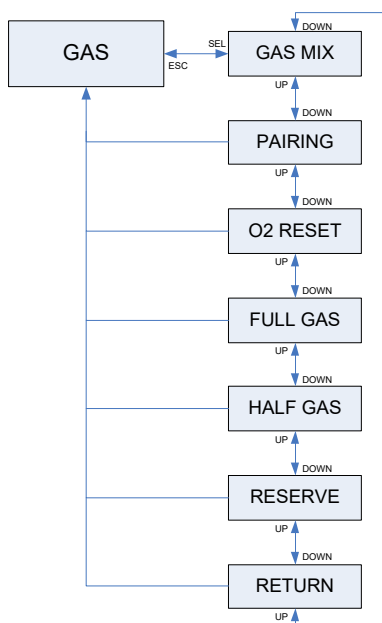 DOWN
GAS
SEL
ESC
GAS MIX
UP
DOWN
PAIRING
UP
DOWN
O2 RESET
UP
DOWN
FULL GAS
UP
DOWN
HALF GAS
UP
DOWN
RESERVE
UP
DOWN
RETURN
UP